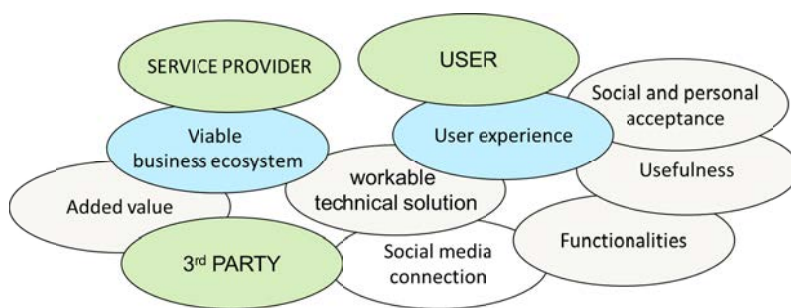 SERVICE PROVIDER
USER
Social and personal
acceptance
Viable
business ecosystem
User experience
workable
technical solution
Usefulness
Added value
3rd PARTY
Social media
connection
Functionalities